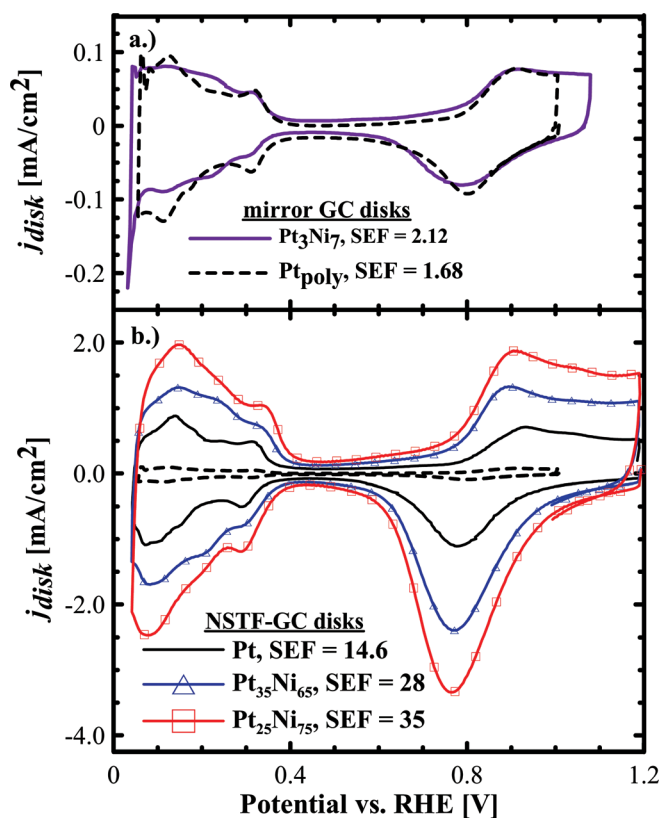 a.)
0.1
0
-0.1
-0.2
j disk [mA/cm2]
mirror GC disks
Pt3Ni7, SEF = 2.12
Ptpoly, SEF = 1.68
b.)
2.0
0.0
-2.0
-4.0
j disk [mA/cm2]
NSTF-GC disks
Pt, SEF = 14.6
Pt35Ni65, SEF = 28
Pt25Ni75, SEF = 35
0 0.4 0.8 1.2
Potential vs. RHE [V]